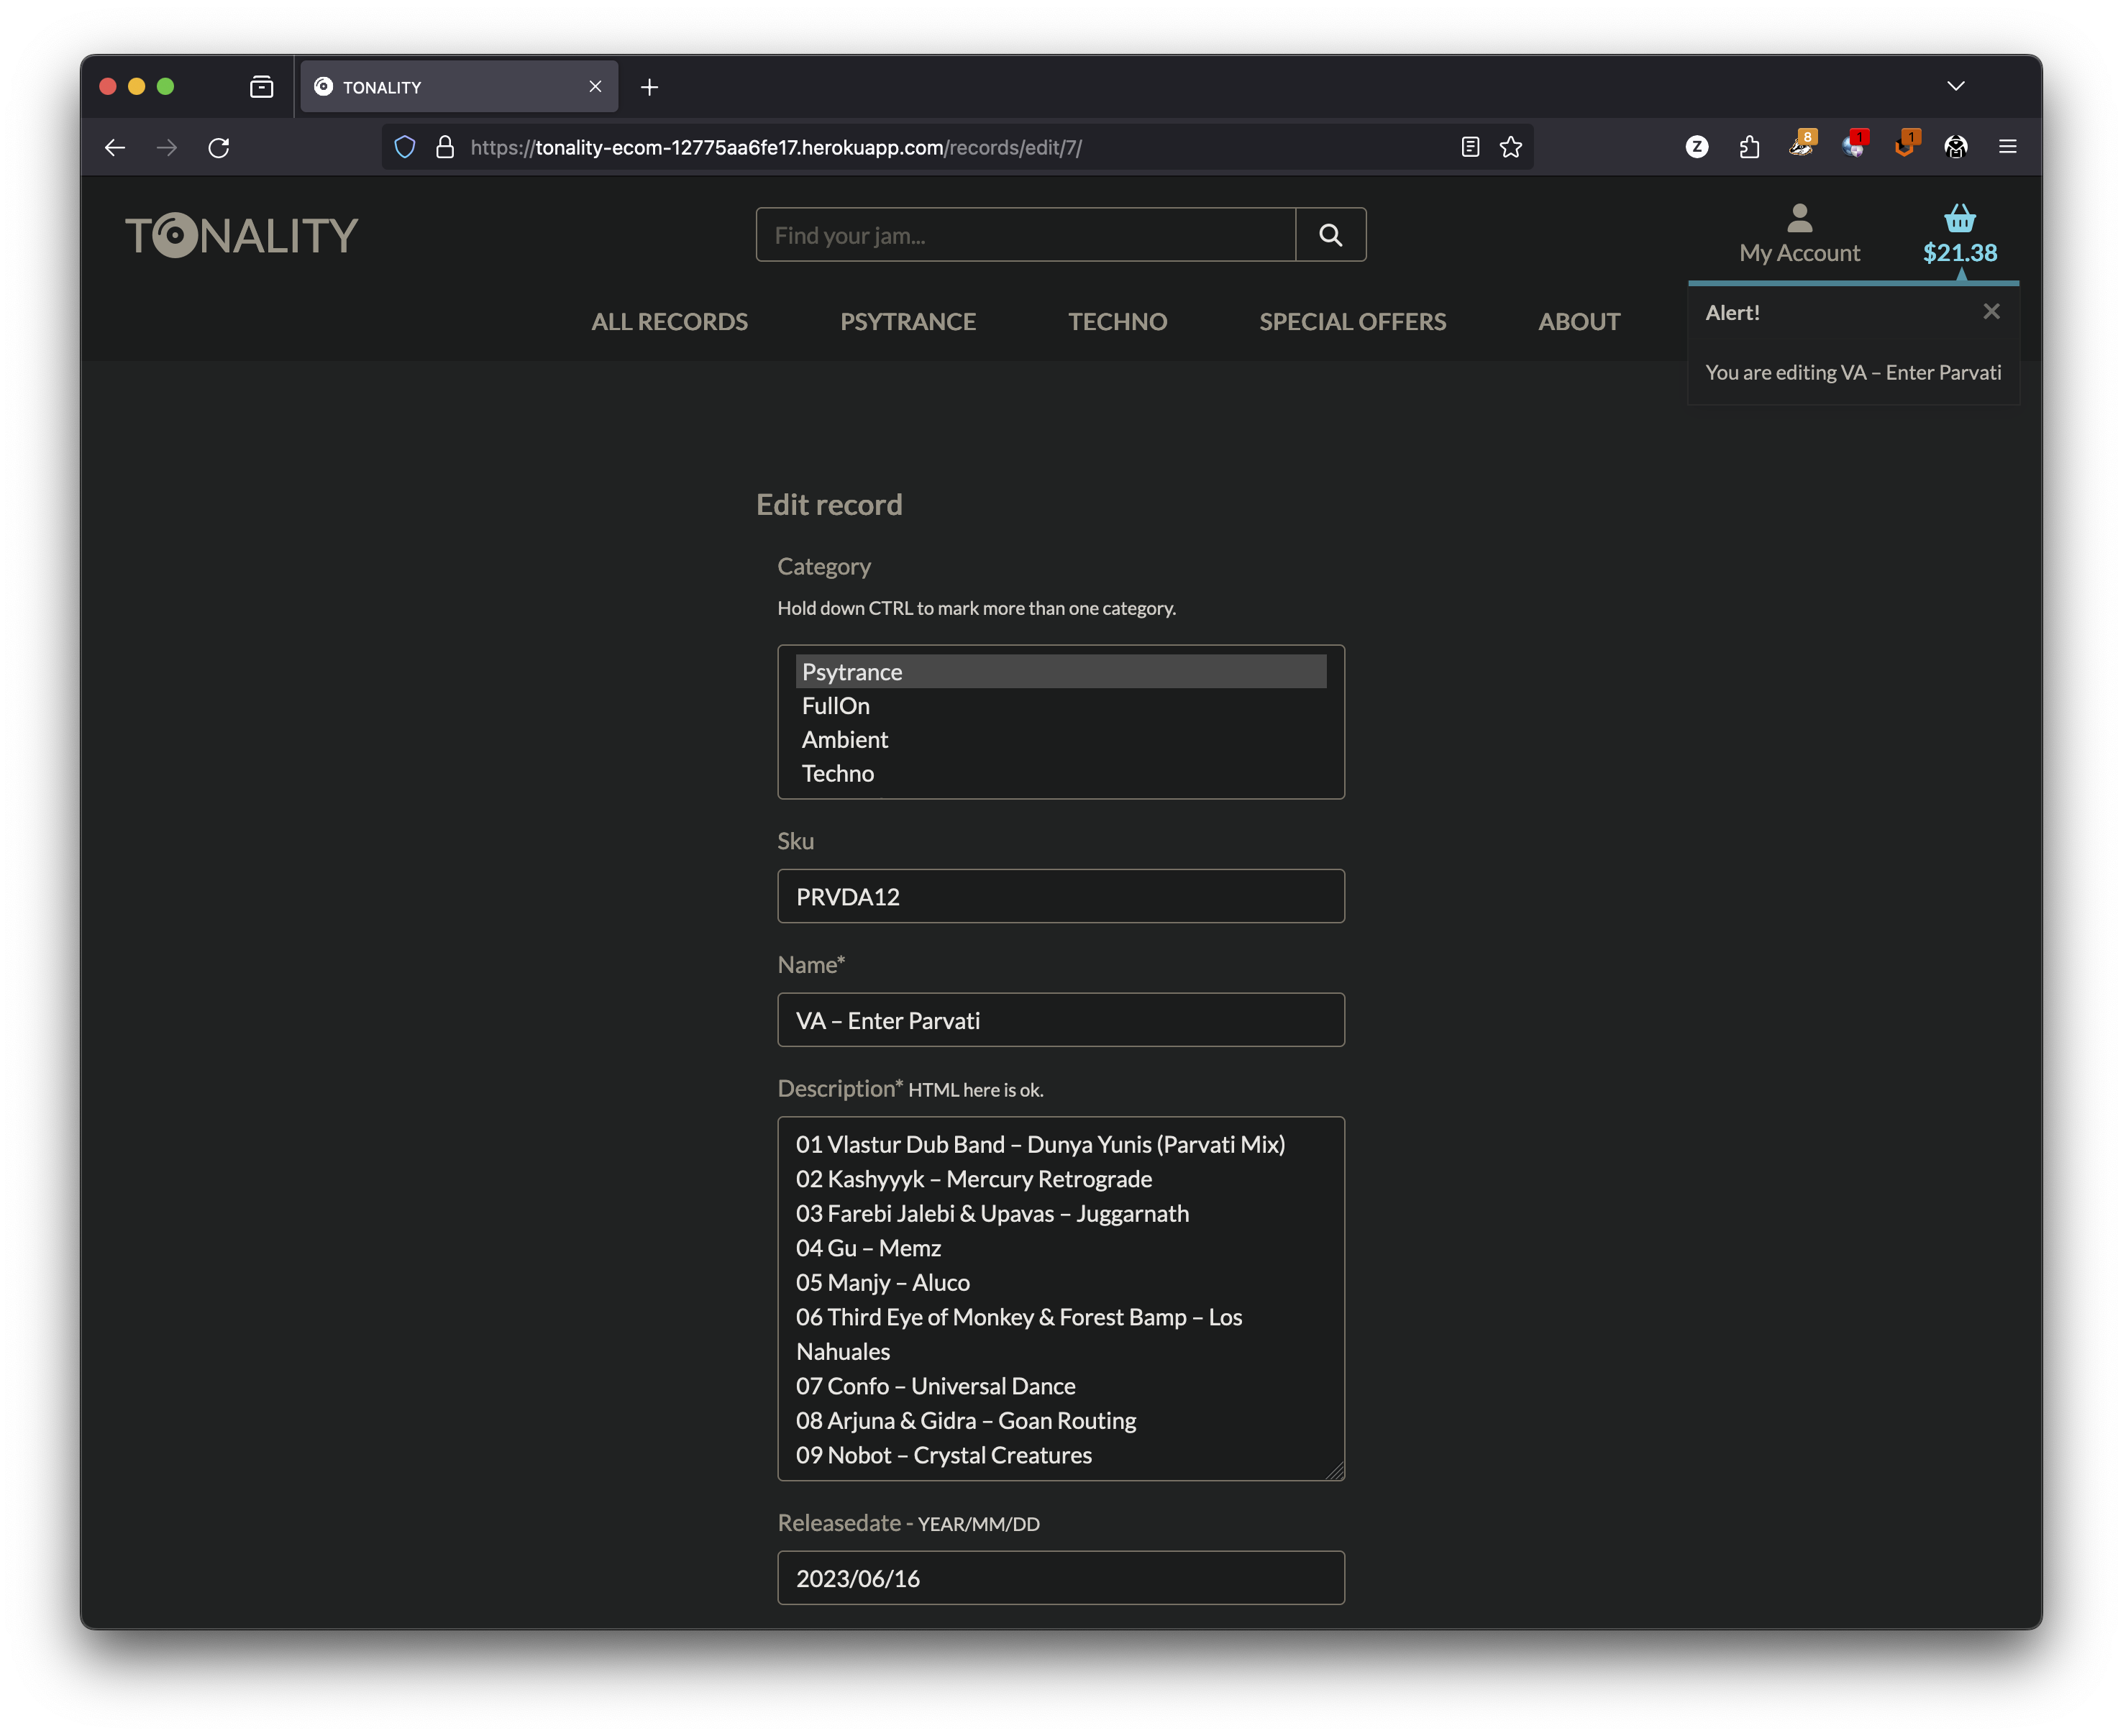 TONALITY
https://tonality-ecom-12775aa6fe17.herokuapp.com/records/edit/7/
Z
8
1
1
TONALITY
Find your jam...
My Account
$21.38
ALL RECORDS
PSYTRANCE
TECHNO
SPECIAL OFFERS
ABOUT
Alert!
You are editing VA – Enter Parvati
Edit record
Category
Hold down CTRL to mark more than one category.
Psytrance
FullOn
Ambient
Techno
Sku
PRVDA12
Name*
VA – Enter Parvati
Description* HTML here is ok.
01 Vlastur Dub Band – Dunya Yunis (Parvati Mix)
02 Kashyyyk – Mercury Retrograde
03 Farebi Jalebi & Upavas – Juggarnath
04 Gu – Memz
05 Manjy – Aluco
06 Third Eye of Monkey & Forest Bamp – Los
Nahuales
07 Confo – Universal Dance
08 Arjuna & Gidra – Goan Routing
09 Nobot – Crystal Creatures
Releasedate - YEAR/MM/DD
2023/06/16